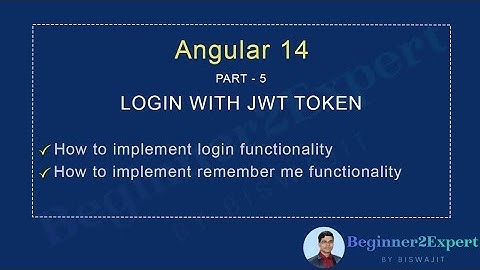 Angular 14
PART - 5
LOGIN WITH JWT TOKEN
How to implement login functionality
How to implement remember me functionality
Beginner2Expert
BY BISWAJIT
Beginner2Expert
BY BISWAJIT